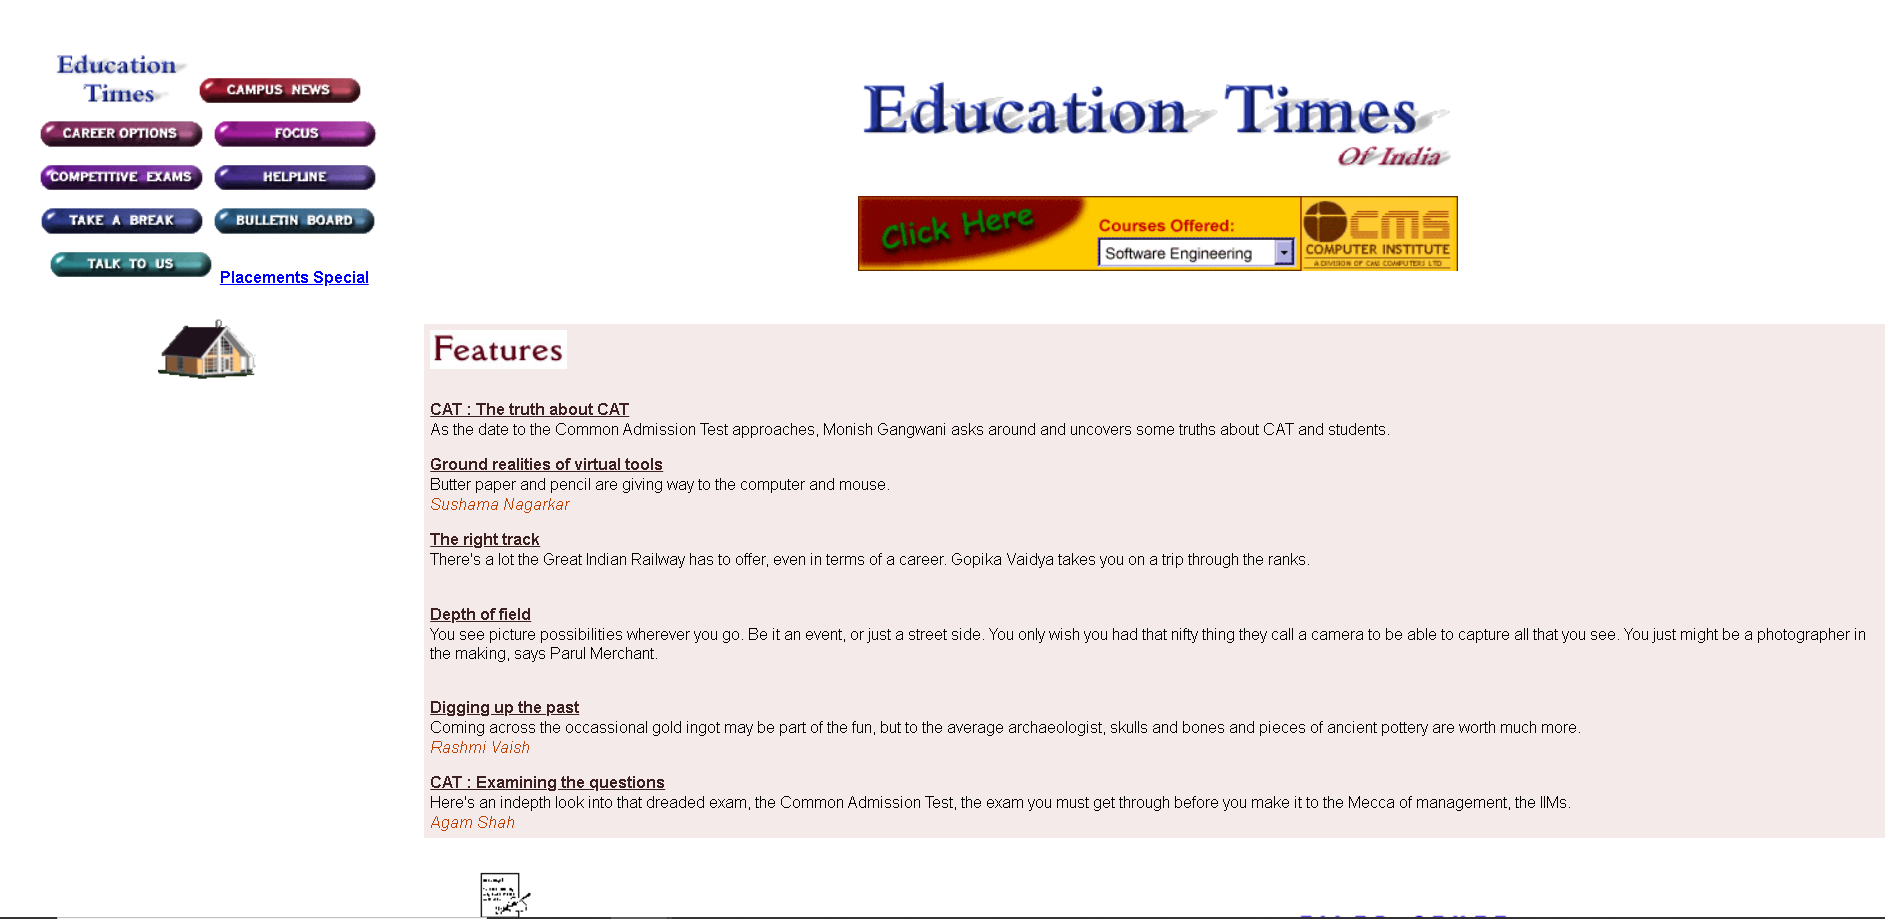 Education
Times
CAMPUS NEWS
CAREER OPTIONS
FOCUS
COMPETITIVE EXAMS
HELPLINE
TAKE A BREAK
BULLETIN BOARD
TALK TO US
Placements Special
Education Times
Of India
Click Here
Courses Offered:
Software Engineering
CMS
COMPUTER INSTITUTE
A DIVISION OF CMS COMPUTERS LTD
Features
CAT : The truth about CAT
As the date to the Common Admission Test approaches, Monish Gangwani asks around and uncovers some truths about CAT and students.
Ground realities of virtual tools
Butter paper and pencil are giving way to the computer and mouse.
Sushama Nagarkar
The right track
There's a lot the Great Indian Railway has to offer, even in terms of a career. Gopika Vaidya takes you on a trip through the ranks.
Depth of field
You see picture possibilities wherever you go. Be it an event, or just a street side. You only wish you had that nifty thing they call a camera to be able to capture all that you see. You just might be a photographer in
the making, says Parul Merchant.
Digging up the past
Coming across the occassional gold ingot may be part of the fun, but to the average archaeologist, skulls and bones and pieces of ancient pottery are worth much more.
Rashmi Vaish
CAT : Examining the questions
Here's an indepth look into that dreaded exam, the Common Admission Test, the exam you must get through before you make it to the Mecca of management, the IIMs.
Agam Shah